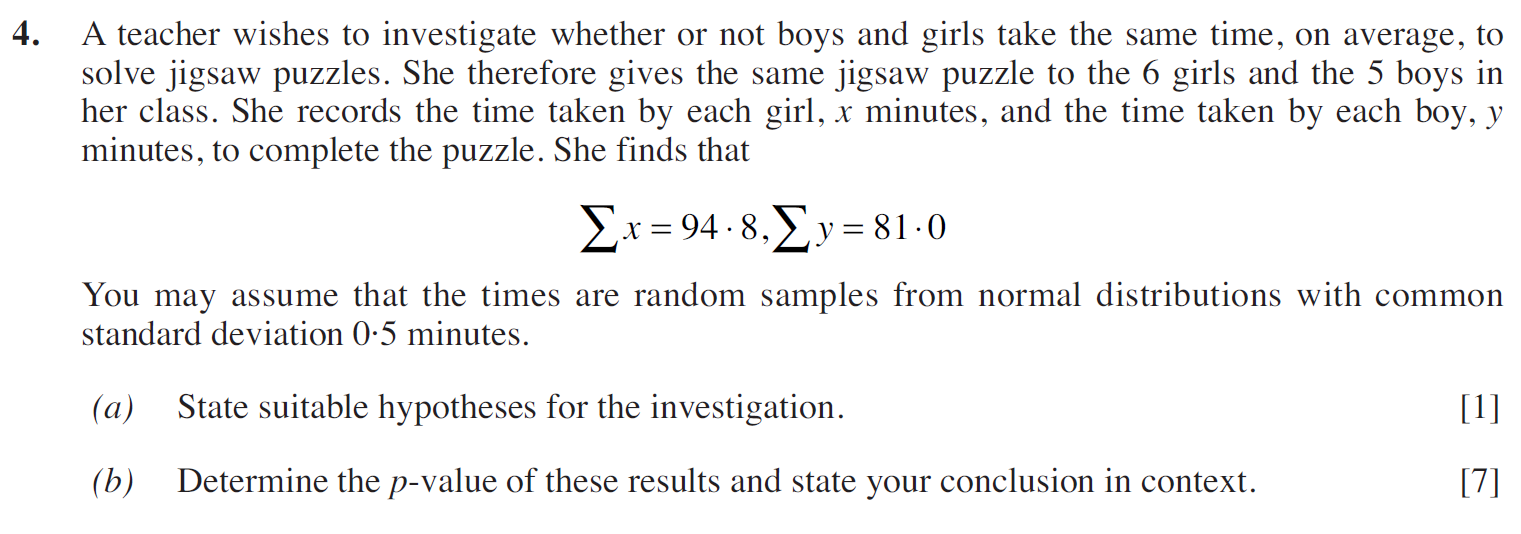 4. A teacher wishes to investigate whether or not boys and girls take the same time, on average, to
solve jigsaw puzzles. She therefore gives the same jigsaw puzzle to the 6 girls and the 5 boys in
her class. She records the time taken by each girl, x minutes, and the time taken by each boy, y
minutes, to complete the puzzle. She finds that
∑x = 94·8, ∑y = 81·0
You may assume that the times are random samples from normal distributions with common
standard deviation 0·5 minutes.
(a) State suitable hypotheses for the investigation. [1]
(b) Determine the p-value of these results and state your conclusion in context. [7]